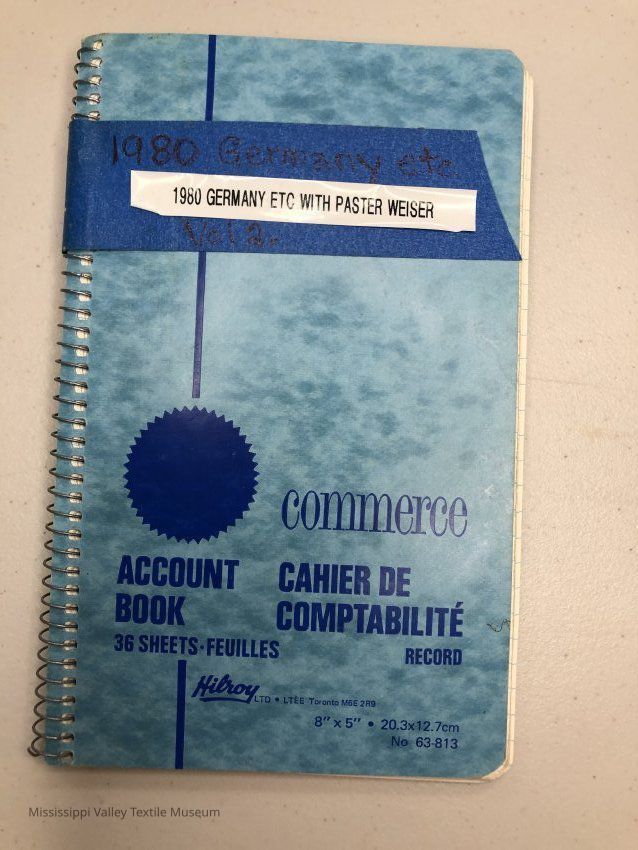 1980 Germany etc.
1980 GERMANY ETC WITH PASTER WEISER
Vol 2.
commerce
ACCOUNT BOOK
CAHIER DE COMPTABILITÉ
36 SHEETS·FEUILLES
RECORD
Hilroy LTD • LTÉE Toronto M6E 2R9
8" x 5" • 20.3x12.7cm
No 63-813
Mississippi Valley Textile Museum